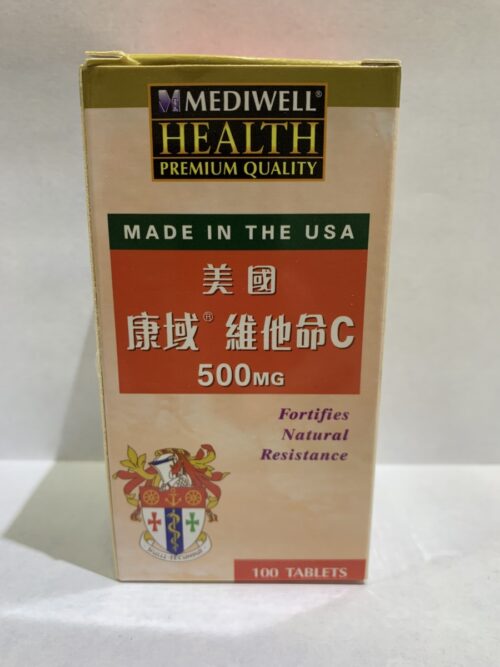 MEDIWELL®
HEALTH
PREMIUM QUALITY
MADE IN THE USA
美國
康域® 維他命C
500MG
Fortifies
Natural
Resistance
100 TABLETS